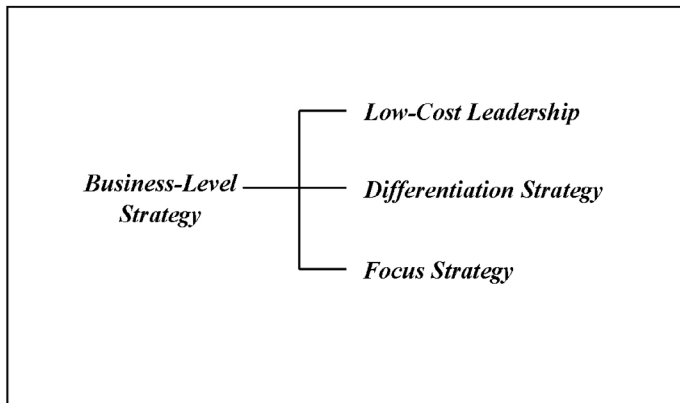 Low-Cost Leadership
Business-Level
Strategy
Differentiation Strategy
Focus Strategy